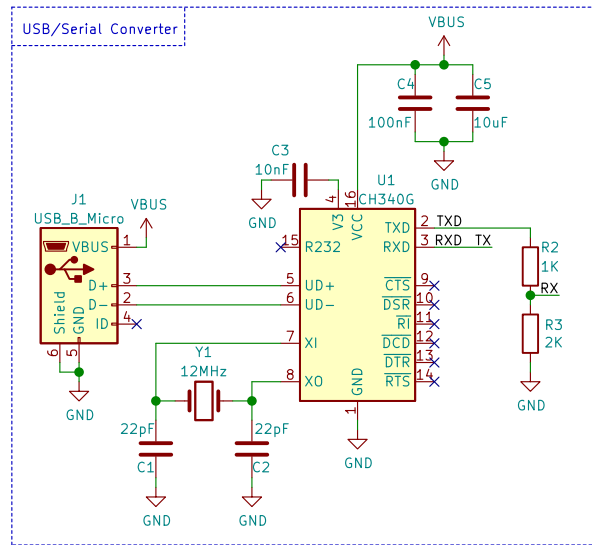 USB/Serial Converter
VBUS
C4
C5
100nF
10uF
GND
C3
10nF
GND
U1
CH340G
4
16
V3
VCC
15
R232
TXD
2
TXD
RXD
3
RXD
TX
R2
1K
RX
R3
2K
GND
J1
USB_B_Micro
VBUS
VBUS
1
D+
3
D-
2
ID
4
Shield
GND
6
5
GND
5
UD+
6
UD-
7
XI
8
XO
CTS
9
DSR
10
RI
11
DCD
12
DTR
13
RTS
14
GND
1
GND
Y1
12MHz
22pF
22pF
C1
C2
GND
GND